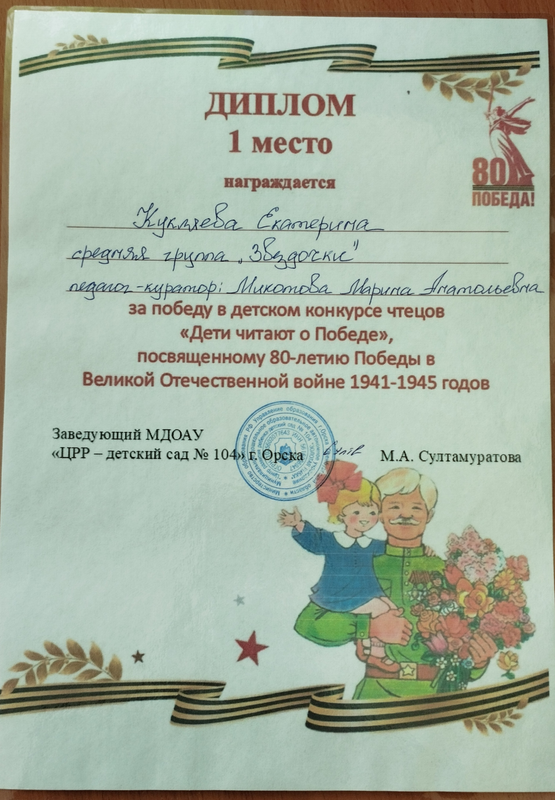 ДИПЛОМ
1 место
награждается
80
ПОБЕДА!
Кукляева Екатерина
средняя группа „Звездочки"
педагог-куратор: Микотова Марина Анатольевна
за победу в детском конкурсе чтецов
«Дети читают о Победе»,
посвященному 80-летию Победы в
Великой Отечественной войне 1941-1945 годов
Заведующий МДОАУ
«ЦРР – детский сад № 104» г. Орска
М.А. Султамуратова